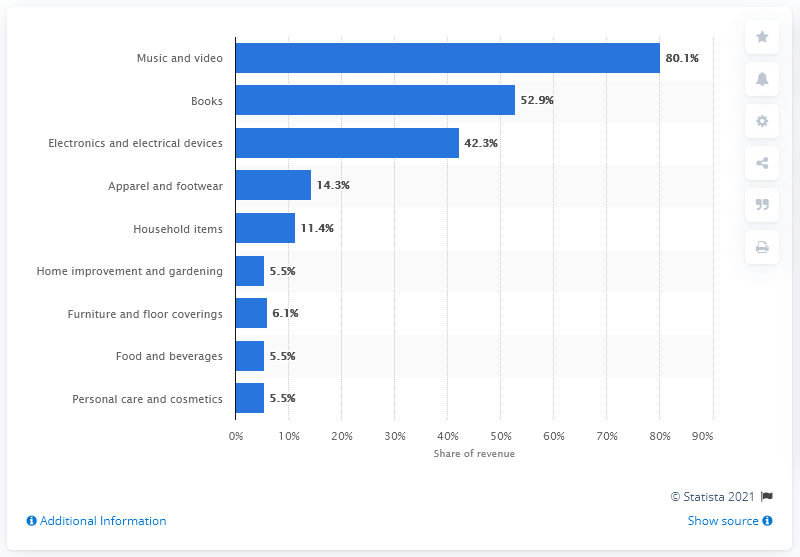 Music and video 80.1%
Books 52.9%
Electronics and electrical devices 42.3%
Apparel and footwear 14.3%
Household items 11.4%
Home improvement and gardening 5.5%
Furniture and floor coverings 6.1%
Food and beverages 5.5%
Personal care and cosmetics 5.5%
0% 10% 20% 30% 40% 50% 60% 70% 80% 90%
Share of revenue
© Statista 2021
Additional Information Show source